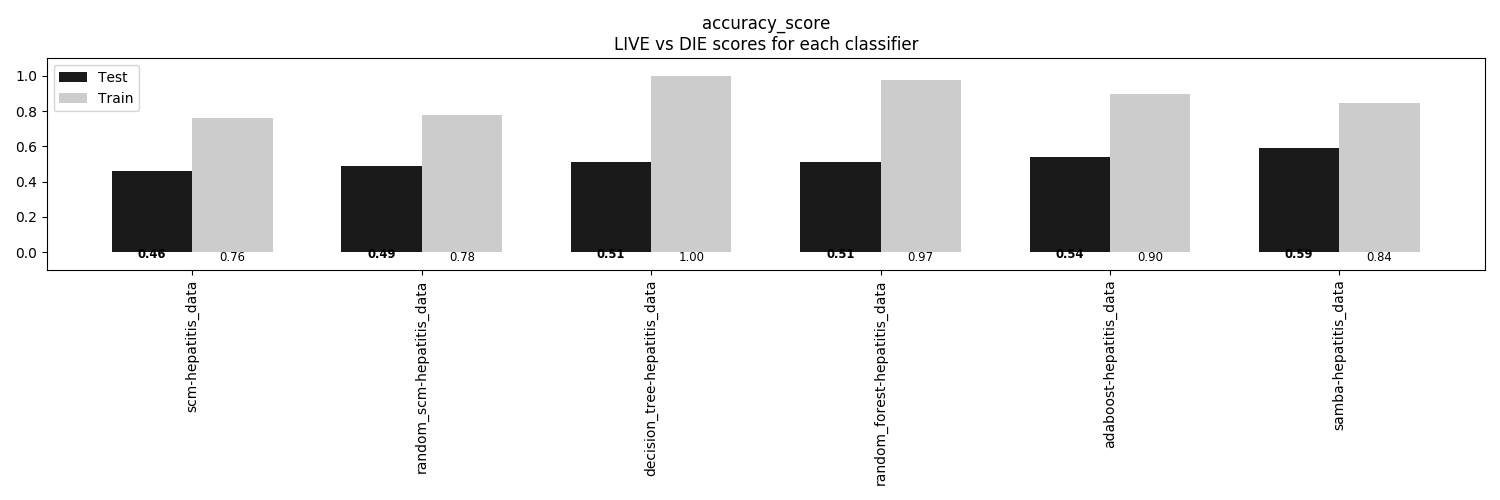 accuracy_score
LIVE vs DIE scores for each classifier
Test
Train
1.0
0.8
0.6
0.4
0.2
0.0
0.46 0.76 0.49 0.78 0.51 1.00 0.51 0.97 0.54 0.90 0.59 0.84
scm-hepatitis_data
random_scm-hepatitis_data
decision_tree-hepatitis_data
random_forest-hepatitis_data
adaboost-hepatitis_data
samba-hepatitis_data